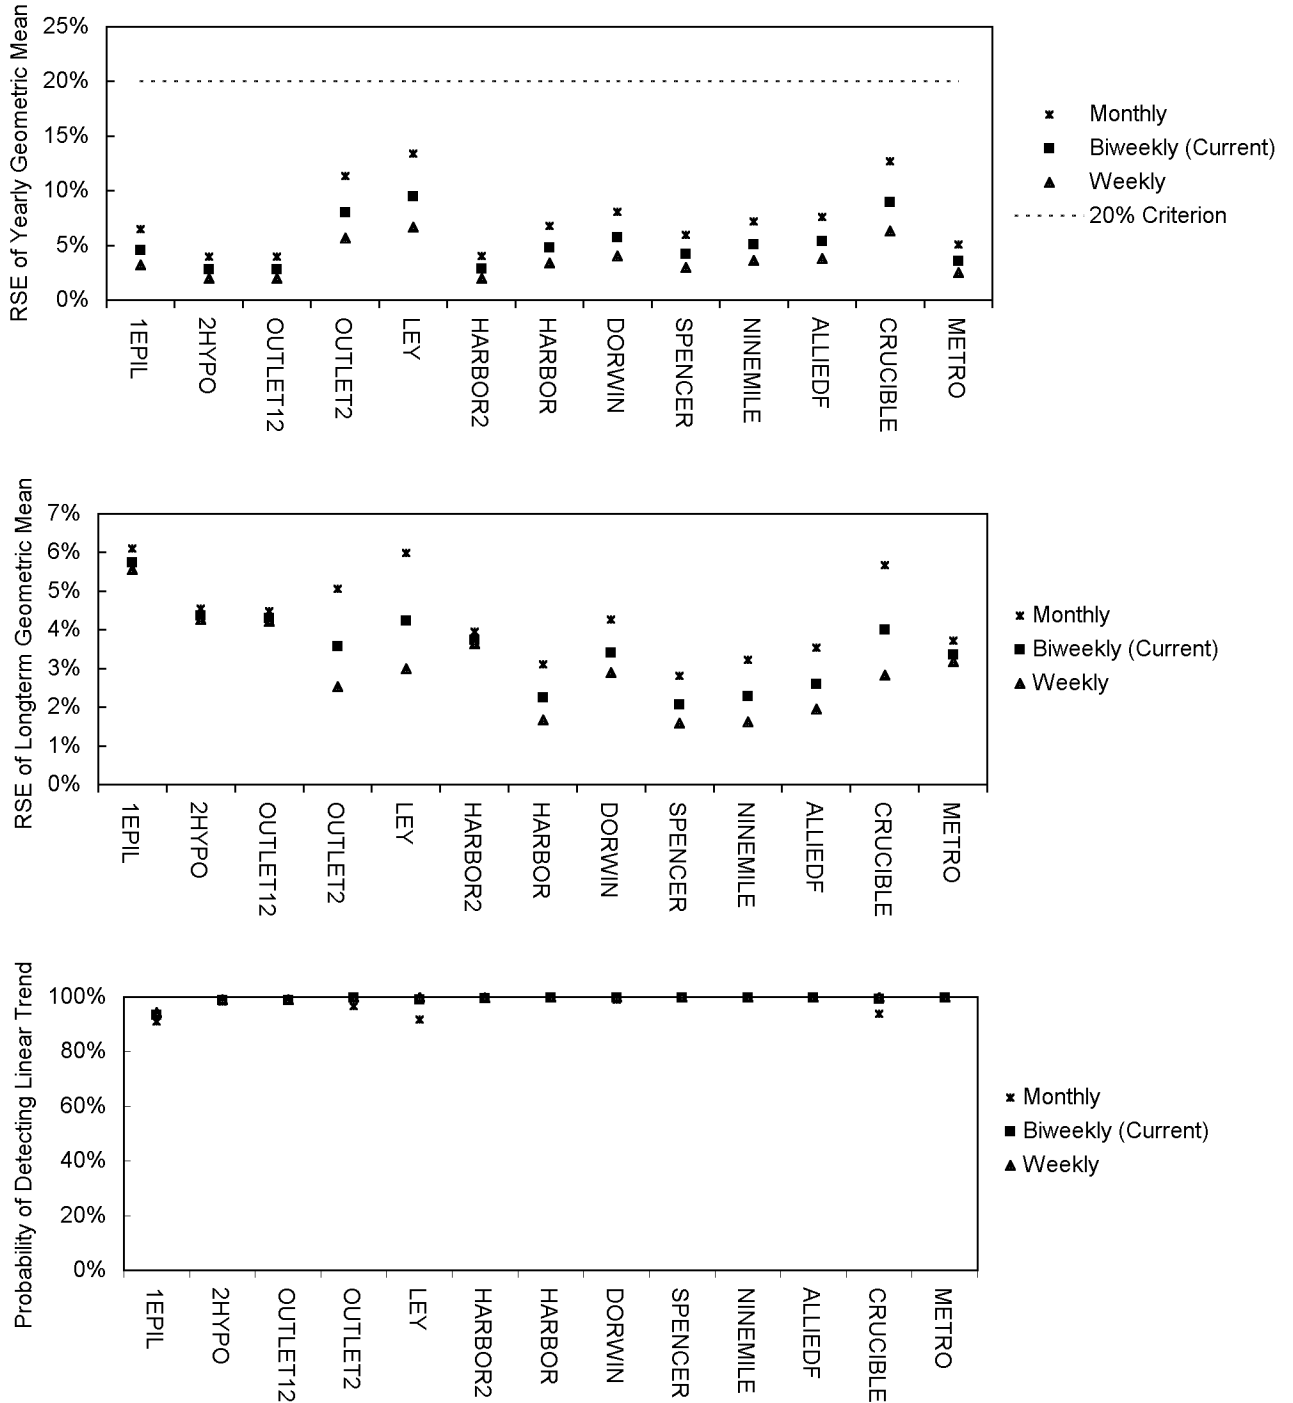 RSE of Yearly Geometric Mean
25%
20%
15%
10%
5%
0%
1EPIL
2HYPO
OUTLET12
OUTLET2
LEY
HARBOR2
HARBOR
DORWIN
SPENCER
NINEMILE
ALLIEDF
CRUCIBLE
METRO
Monthly
Biweekly (Current)
Weekly
20% Criterion
RSE of Longterm Geometric Mean
7%
6%
5%
4%
3%
2%
1%
0%
1EPIL
2HYPO
OUTLET12
OUTLET2
LEY
HARBOR2
HARBOR
DORWIN
SPENCER
NINEMILE
ALLIEDF
CRUCIBLE
METRO
Monthly
Biweekly (Current)
Weekly
Probability of Detecting Linear Trend
100%
80%
60%
40%
20%
0%
1EPIL
2HYPO
OUTLET12
OUTLET2
LEY
HARBOR2
HARBOR
DORWIN
SPENCER
NINEMILE
ALLIEDF
CRUCIBLE
METRO
Monthly
Biweekly (Current)
Weekly